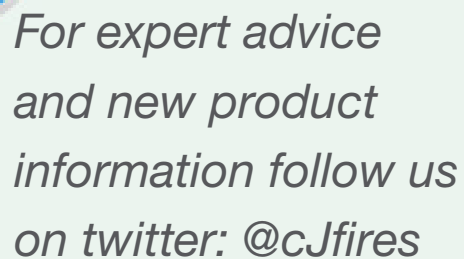 For expert advice
and new product
information follow us
on twitter: @cJfires